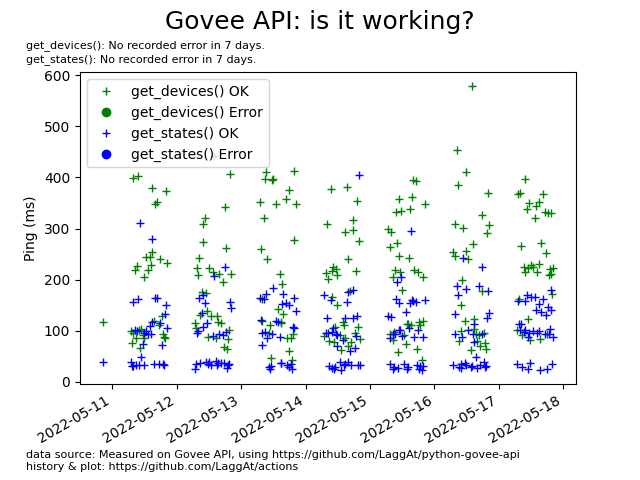 Govee API: is it working?
get_devices(): No recorded error in 7 days.
get_states(): No recorded error in 7 days.
600
500
400
300
200
100
0
Ping (ms)
get_devices() OK
get_devices() Error
get_states() OK
get_states() Error
2022-05-11
2022-05-12
2022-05-13
2022-05-14
2022-05-15
2022-05-16
2022-05-17
2022-05-18
data source: Measured on Govee API, using https://github.com/LaggAt/python-govee-api
history & plot: https://github.com/LaggAt/actions